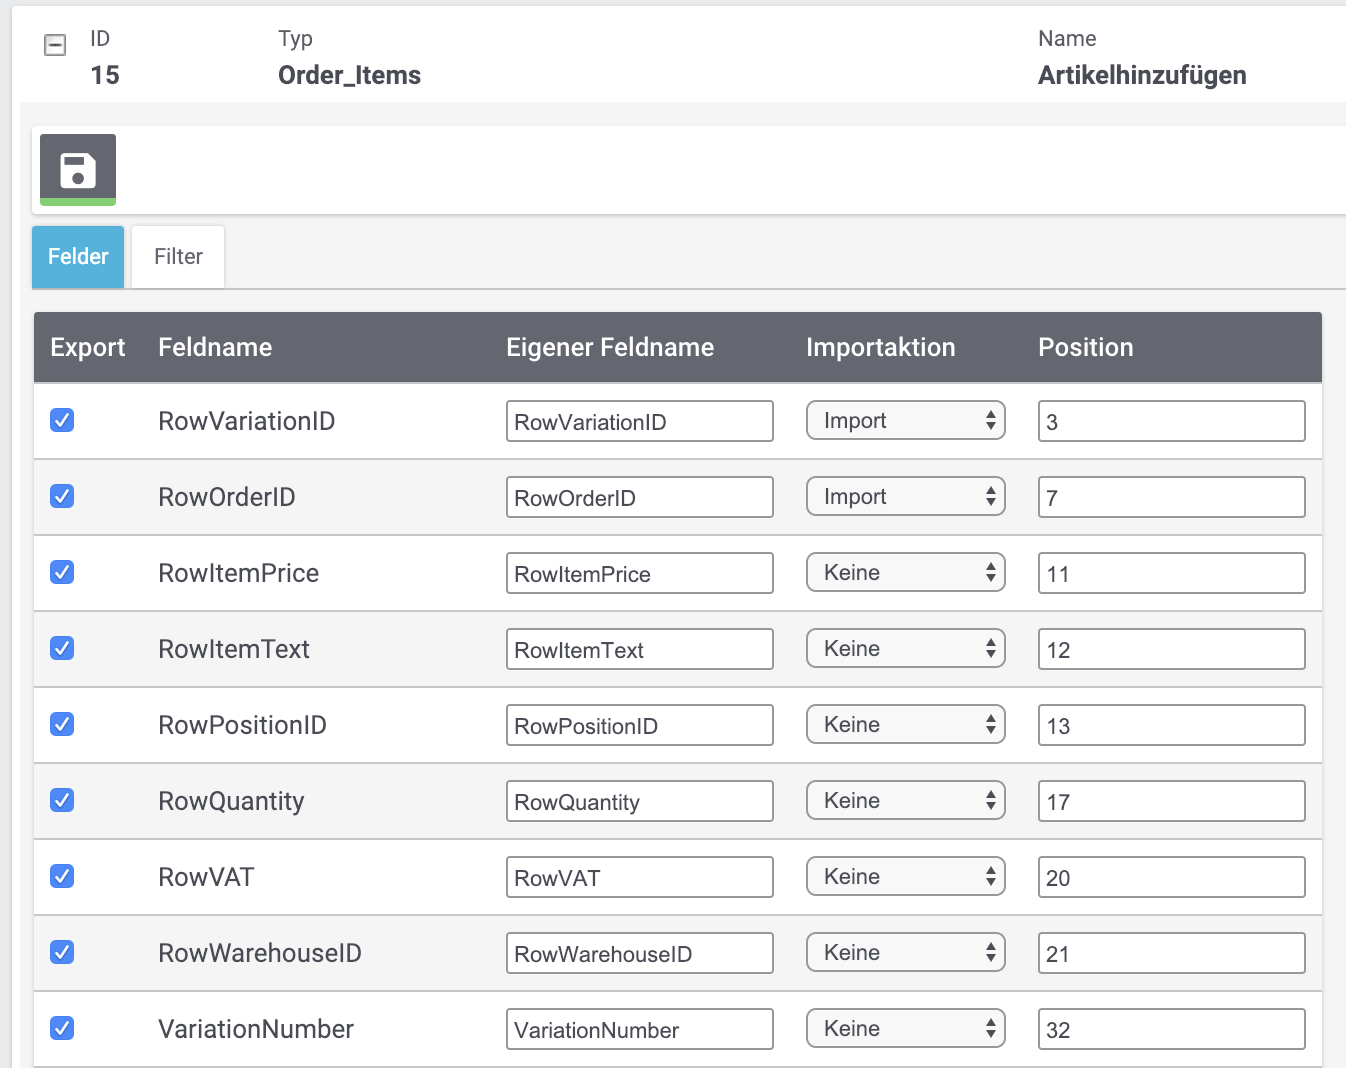 ID Typ Name
15 Order_Items Artikelhinzufügen
Felder Filter
Export Feldname Eigener Feldname Importaktion Position
RowVariationID RowVariationID Import 3
RowOrderID RowOrderID Import 7
RowItemPrice RowItemPrice Keine 11
RowItemText RowItemText Keine 12
RowPositionID RowPositionID Keine 13
RowQuantity RowQuantity Keine 17
RowVAT RowVAT Keine 20
RowWarehouseID RowWarehouseID Keine 21
VariationNumber VariationNumber Keine 32